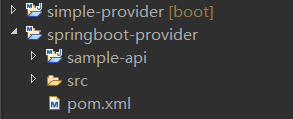 simple-provider [boot]
springboot-provider
sample-api
src
pom.xml